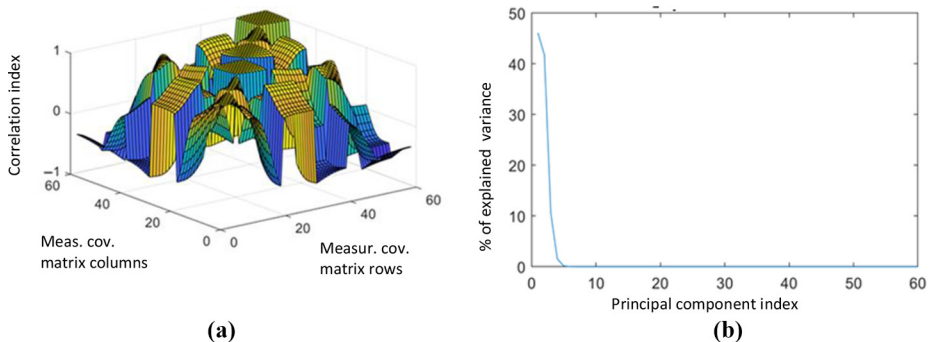 Correlation index
1
0
−1
60
40
20
0
0
20
40
60
Meas. cov.
matrix columns
Measur. cov.
matrix rows
(a)
% of explained variance
50
40
30
20
10
0
0 10 20 30 40 50 60
Principal component index
(b)